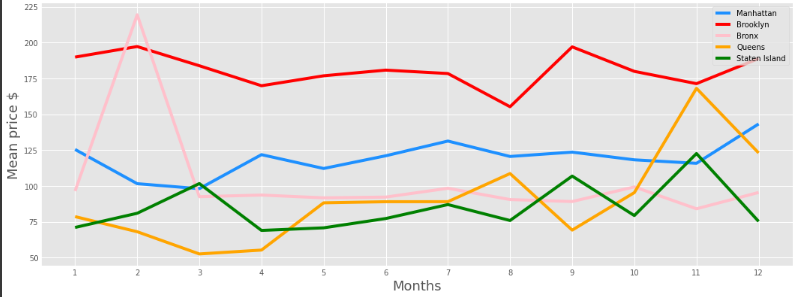 Manhattan
Brooklyn
Bronx
Queens
Staten Island
225
200
175
150
125
100
75
50
Mean price $
1 2 3 4 5 6 7 8 9 10 11 12
Months